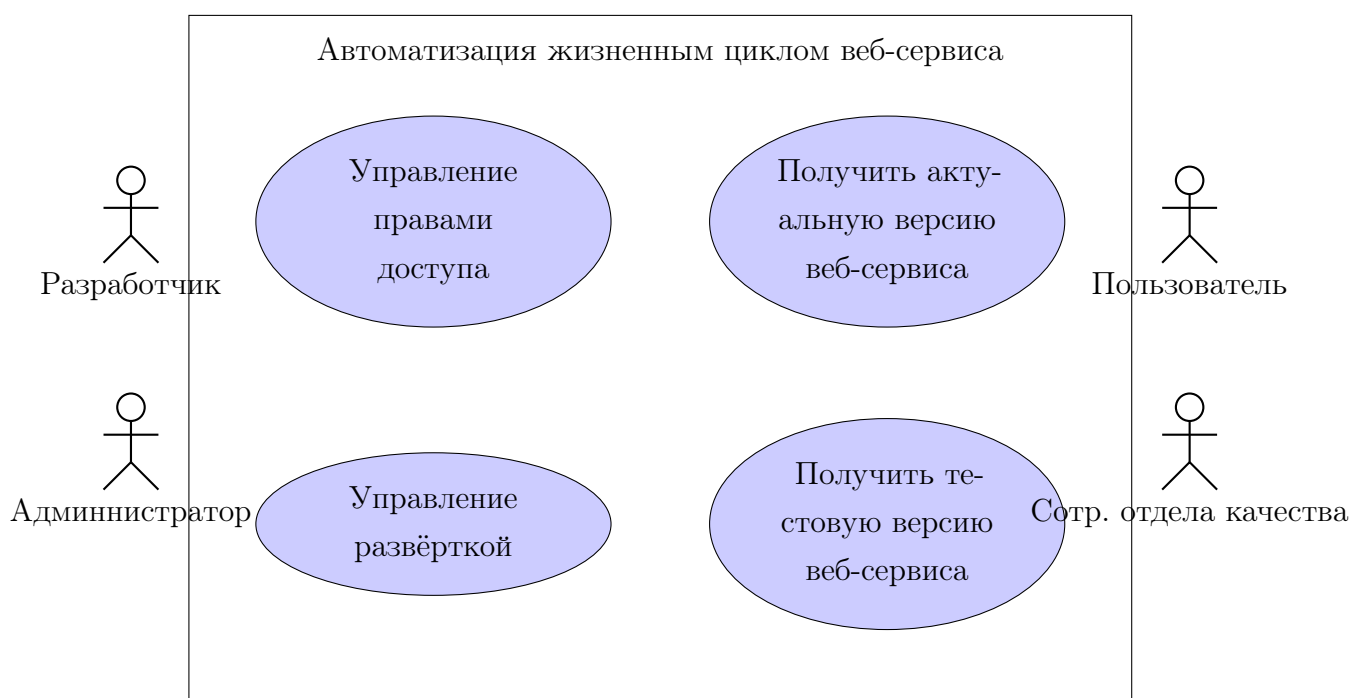 Автоматизация жизненным циклом веб-сервиса
Управление
правами
доступа
Получить акту-
альную версию
веб-сервиса
Разработчик
Пользователь
Админнистратор
Управление
развёрткой
Получить те-
стовую версию
веб-сервиса
Сотр. отдела качества